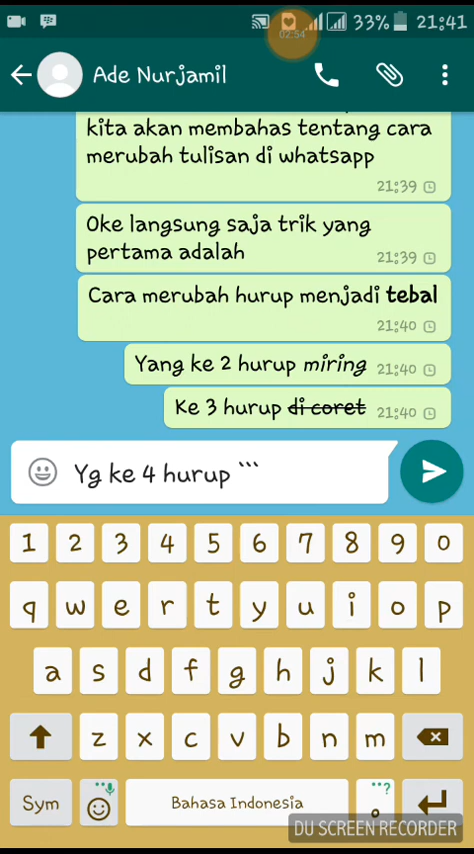 33% 21:41
02:54
Ade Nurjamil
kita akan membahas tentang cara
merubah tulisan di whatsapp
21:39
Oke langsung saja trik yang
pertama adalah
21:39
Cara merubah hurup menjadi tebal
21:40
Yang ke 2 hurup miring 21:40
Ke 3 hurup di coret 21:40
Yg ke 4 hurup ```
1 2 3 4 5 6 7 8 9 0
q w e r t y u i o p
a s d f g h j k l
z x c v b n m
Sym Bahasa Indonesia
DU SCREEN RECORDER